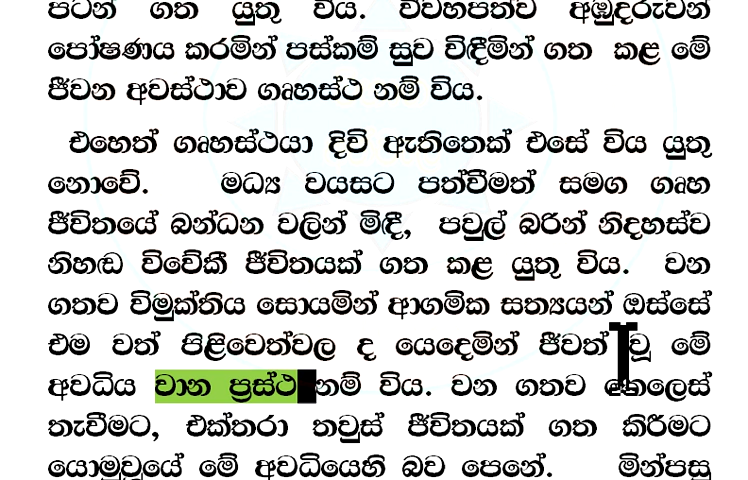 පටන් ගත යුතු විය. විවහපත්ව අඹුදරුවන්
පෝෂණය කරමින් පස්කම් සුව විඳීමින් ගත කළ මේ
ජීවන අවස්ථාව ගෘහස්ථ නම් විය.
එහෙත් ගෘහස්ථයා දිවි ඇතිතෙක් එසේ විය යුතු
නොවේ. මධ්‍ය වයසට පත්වීමත් සමග ගෘහ
ජීවිතයේ බන්ධන වලින් මිඳී, පවුල් බරින් නිදහස්ව
නිහඬ විවේකී ජීවිතයක් ගත කළ යුතු විය. වන
ගතව විමුක්තිය සොයමින් ආගමික සත්‍යයන් ඔස්සේ
එම වත් පිළිවෙත්වල ද යෙදෙමින් ජීවත් වූ මේ
අවධිය වාන ප්‍රස්ථ නම් විය. වන ගතව කෙලෙස්
තැවීමට, එක්තරා තවුස් ජීවිතයක් ගත කිරීමට
යොමුවූයේ මේ අවධියෙහි බව පෙනේ. මින්පසු